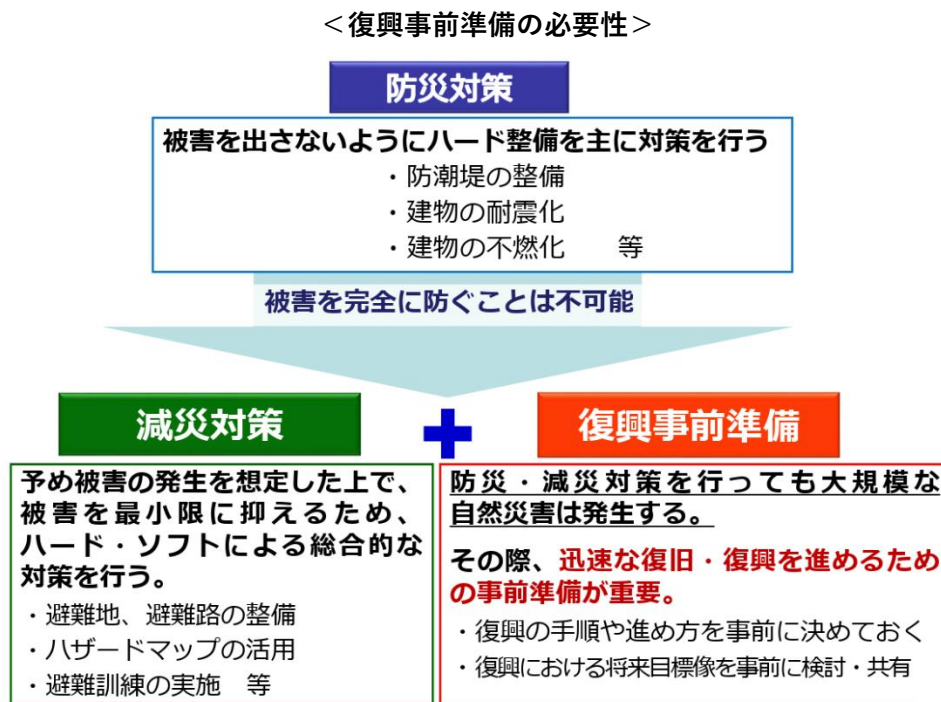 ＜復興事前準備の必要性＞
防災対策
被害を出さないようにハード整備を主に対策を行う
・防潮堤の整備
・建物の耐震化
・建物の不燃化　　等
被害を完全に防ぐことは不可能
減災対策
予め被害の発生を想定した上で、
被害を最小限に抑えるため、
ハード・ソフトによる総合的な
対策を行う。
・避難地、避難路の整備
・ハザードマップの活用
・避難訓練の実施　等
+
復興事前準備
防災・減災対策を行っても大規模な
自然災害は発生する。
その際、迅速な復旧・復興を進めるため
の事前準備が重要。
・復興の手順や進め方を事前に決めておく
・復興における将来目標像を事前に検討・共有